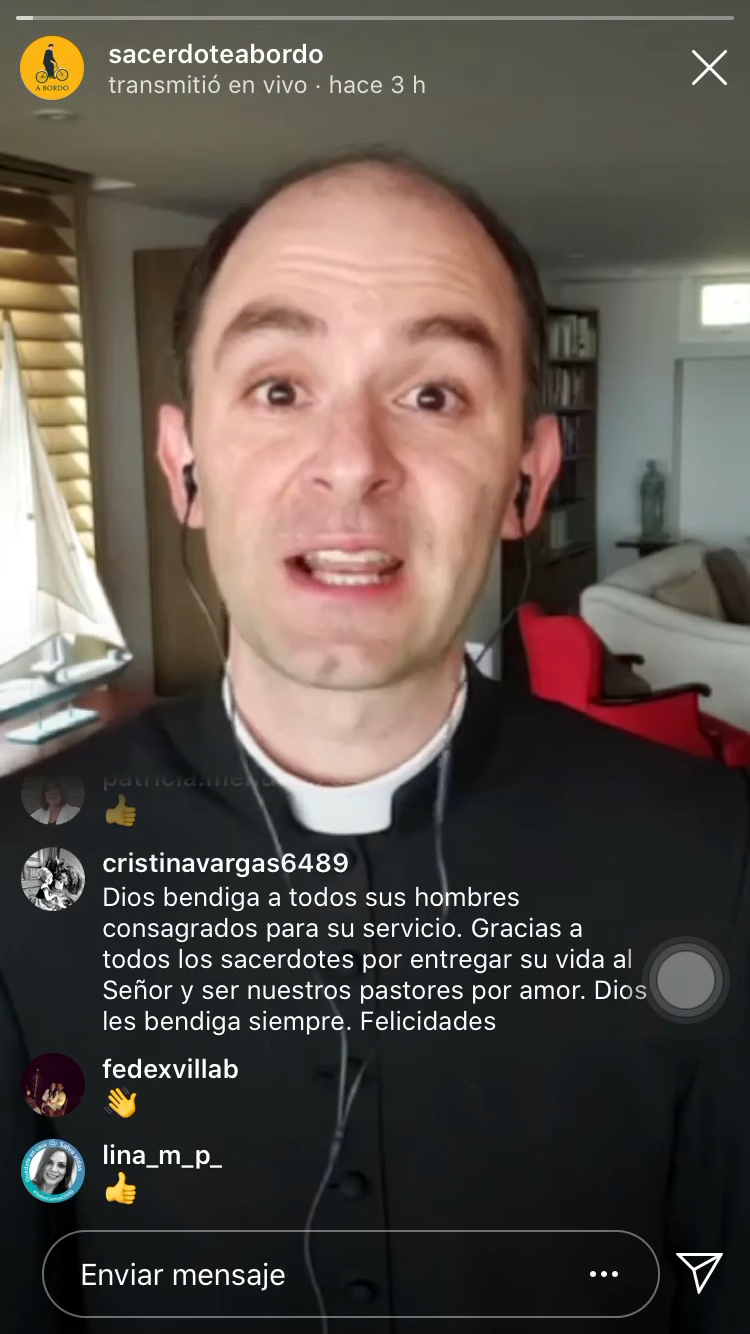 sacerdoteabordo
transmitió en vivo · hace 3 h
A BORDO
👍
cristinavargas6489
Dios bendiga a todos sus hombres
consagrados para su servicio. Gracias a
todos los sacerdotes por entregar su vida al
Señor y ser nuestros pastores por amor. Dios
les bendiga siempre. Felicidades
fedexvillab
👋
lina_m_p_
👍
Enviar mensaje